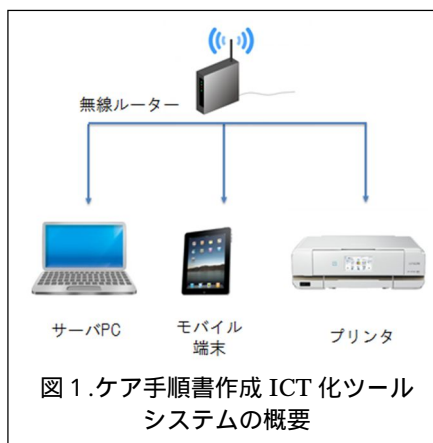 無線ルーター
サーバPC
モバイル
端末
プリンタ
図１.ケア手順書作成 ICT 化ツール
システムの概要